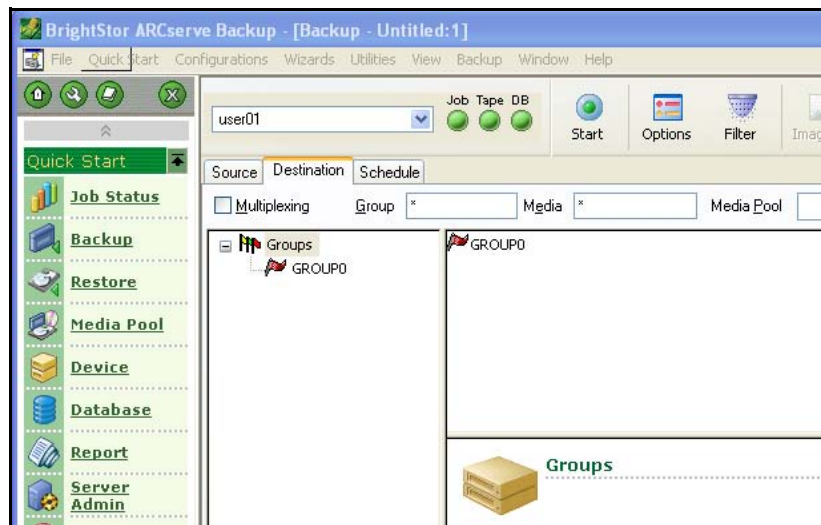 BrightStor ARCserve Backup - [Backup - Untitled:1]
File Quick Start Configurations Wizards Utilities View Backup Window Help
user01
Job Tape DB
Start Options Filter
Quick Start
Source Destination Schedule
Multiplexing Group * Media * Media Pool
Job Status
Backup
Restore
Media Pool
Device
Database
Report
Server
Admin
Groups
GROUP0
GROUP0
Groups